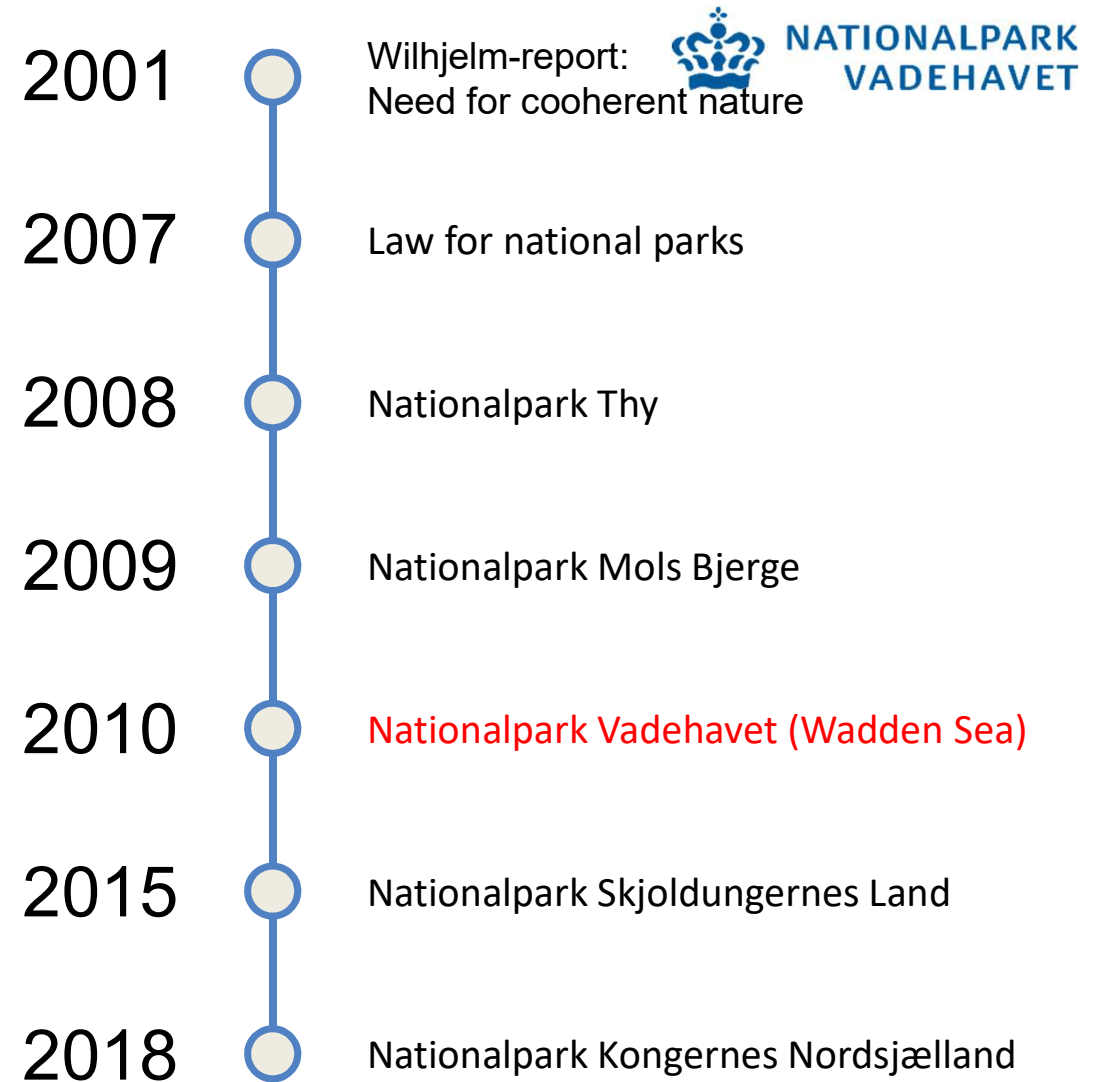 2001
Wilhjelm-report:
Need for cooherent nature
NATIONALPARK
VADEHAVET
2007
Law for national parks
2008
Nationalpark Thy
2009
Nationalpark Mols Bjerge
2010
Nationalpark Vadehavet (Wadden Sea)
2015
Nationalpark Skjoldungernes Land
2018
Nationalpark Kongernes Nordsjælland